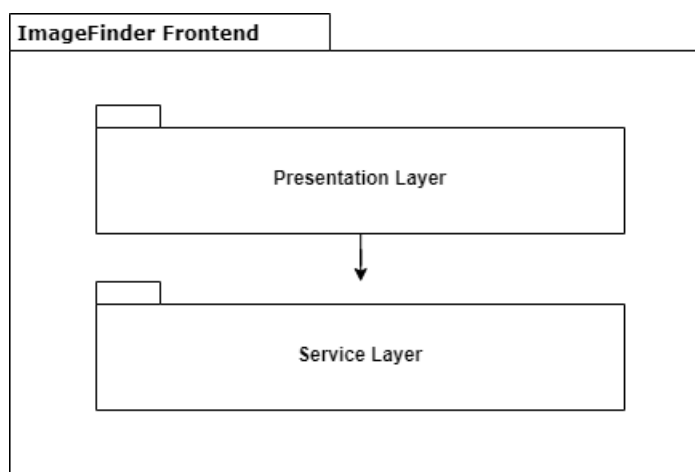 ImageFinder Frontend
Presentation Layer
Service Layer